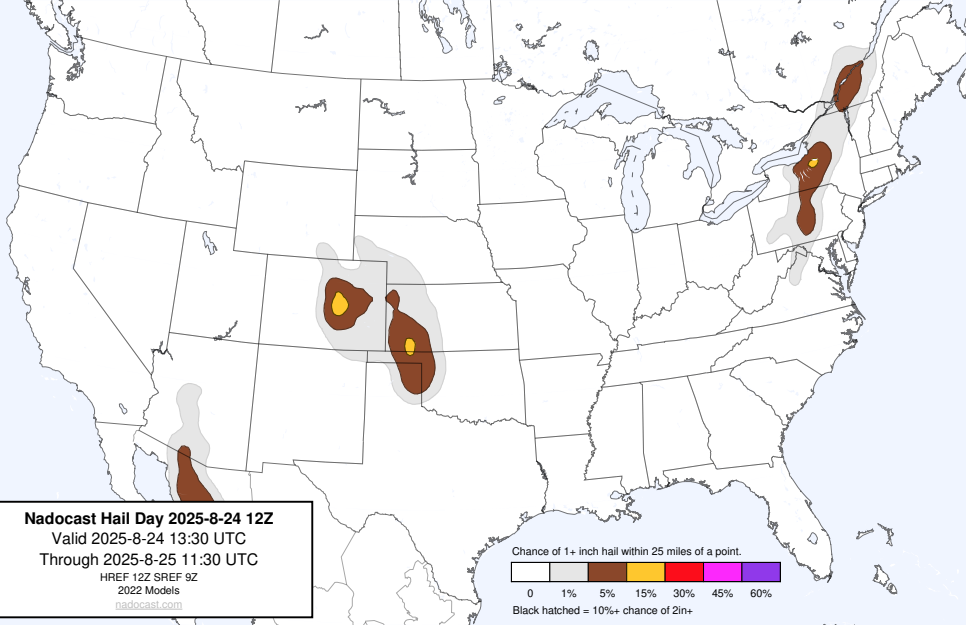 Nadocast Hail Day 2025-8-24 12Z
Valid 2025-8-24 13:30 UTC
Through 2025-8-25 11:30 UTC
HREF 12Z SREF 9Z
2022 Models
nadocast.com
Chance of 1+ inch hail within 25 miles of a point.
0 1% 5% 15% 30% 45% 60%
Black hatched = 10%+ chance of 2in+